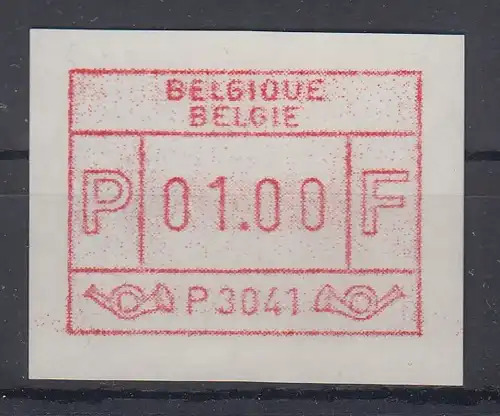 BELGIQUE
BELGIE
P 01.00 F
P3041